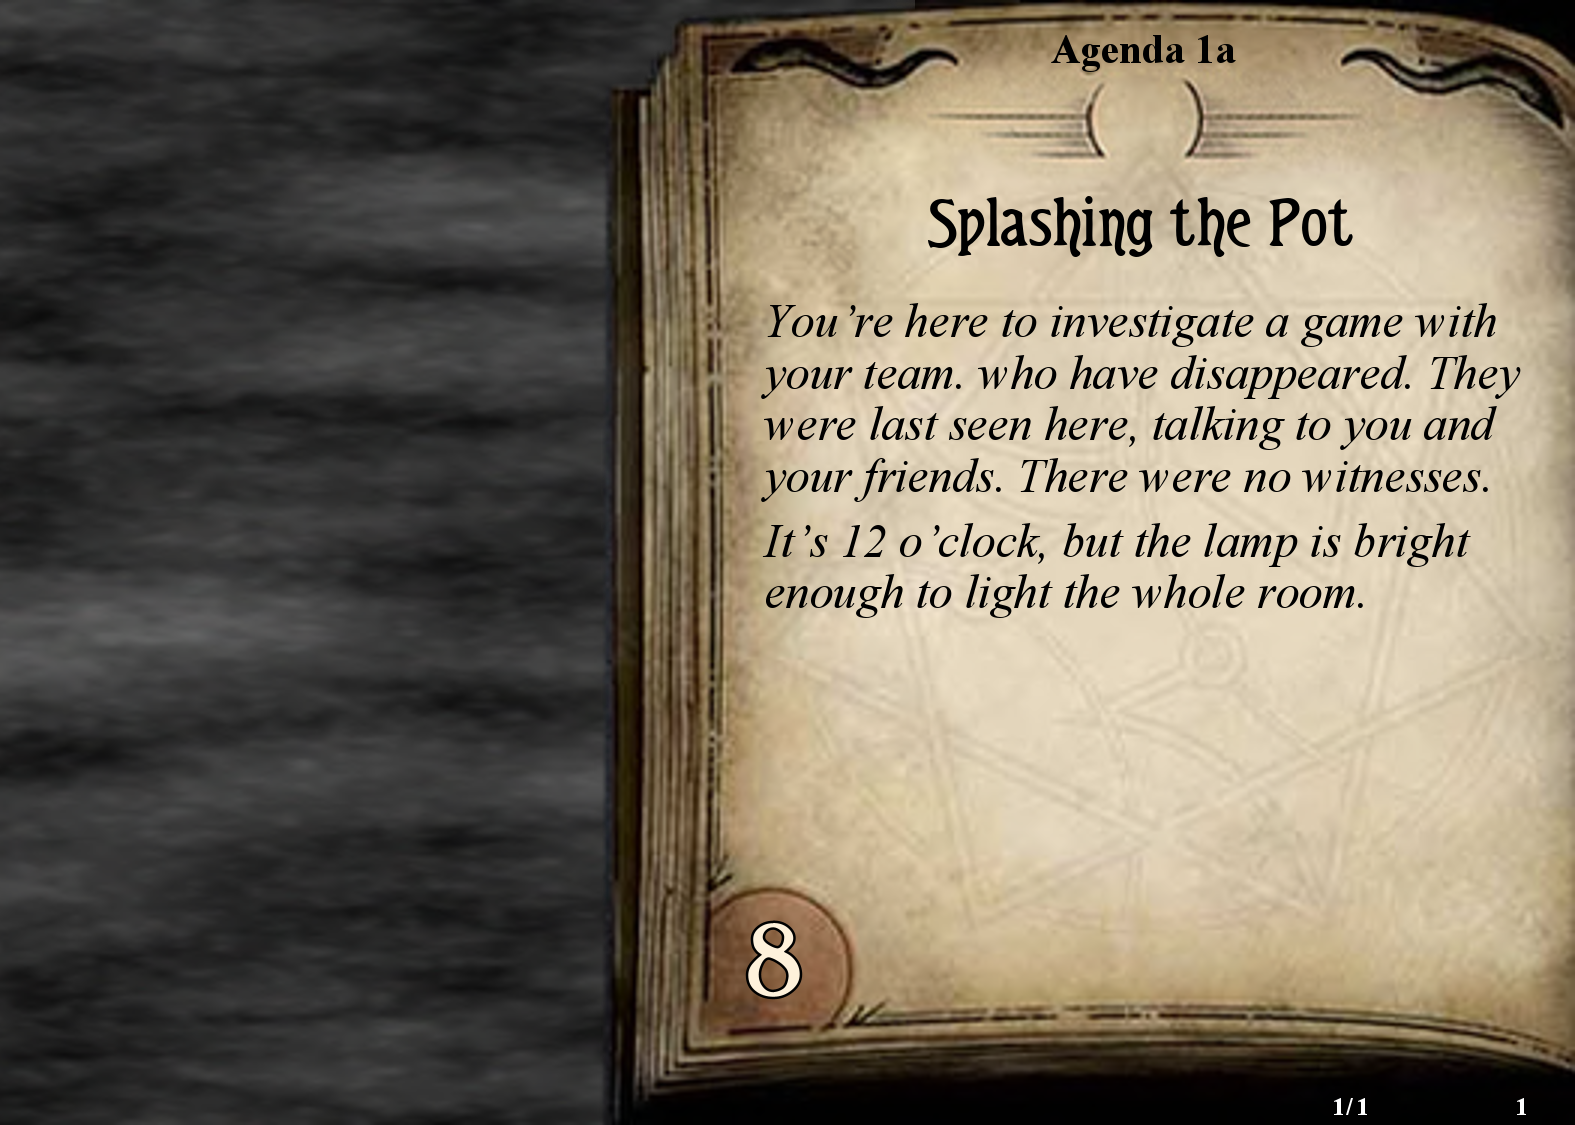 Agenda 1a
Splashing the Pot
You’re here to investigate a game with
your team. who have disappeared. They
were last seen here, talking to you and
your friends. There were no witnesses.
It’s 12 o’clock, but the lamp is bright
enough to light the whole room.
8
1/1 1